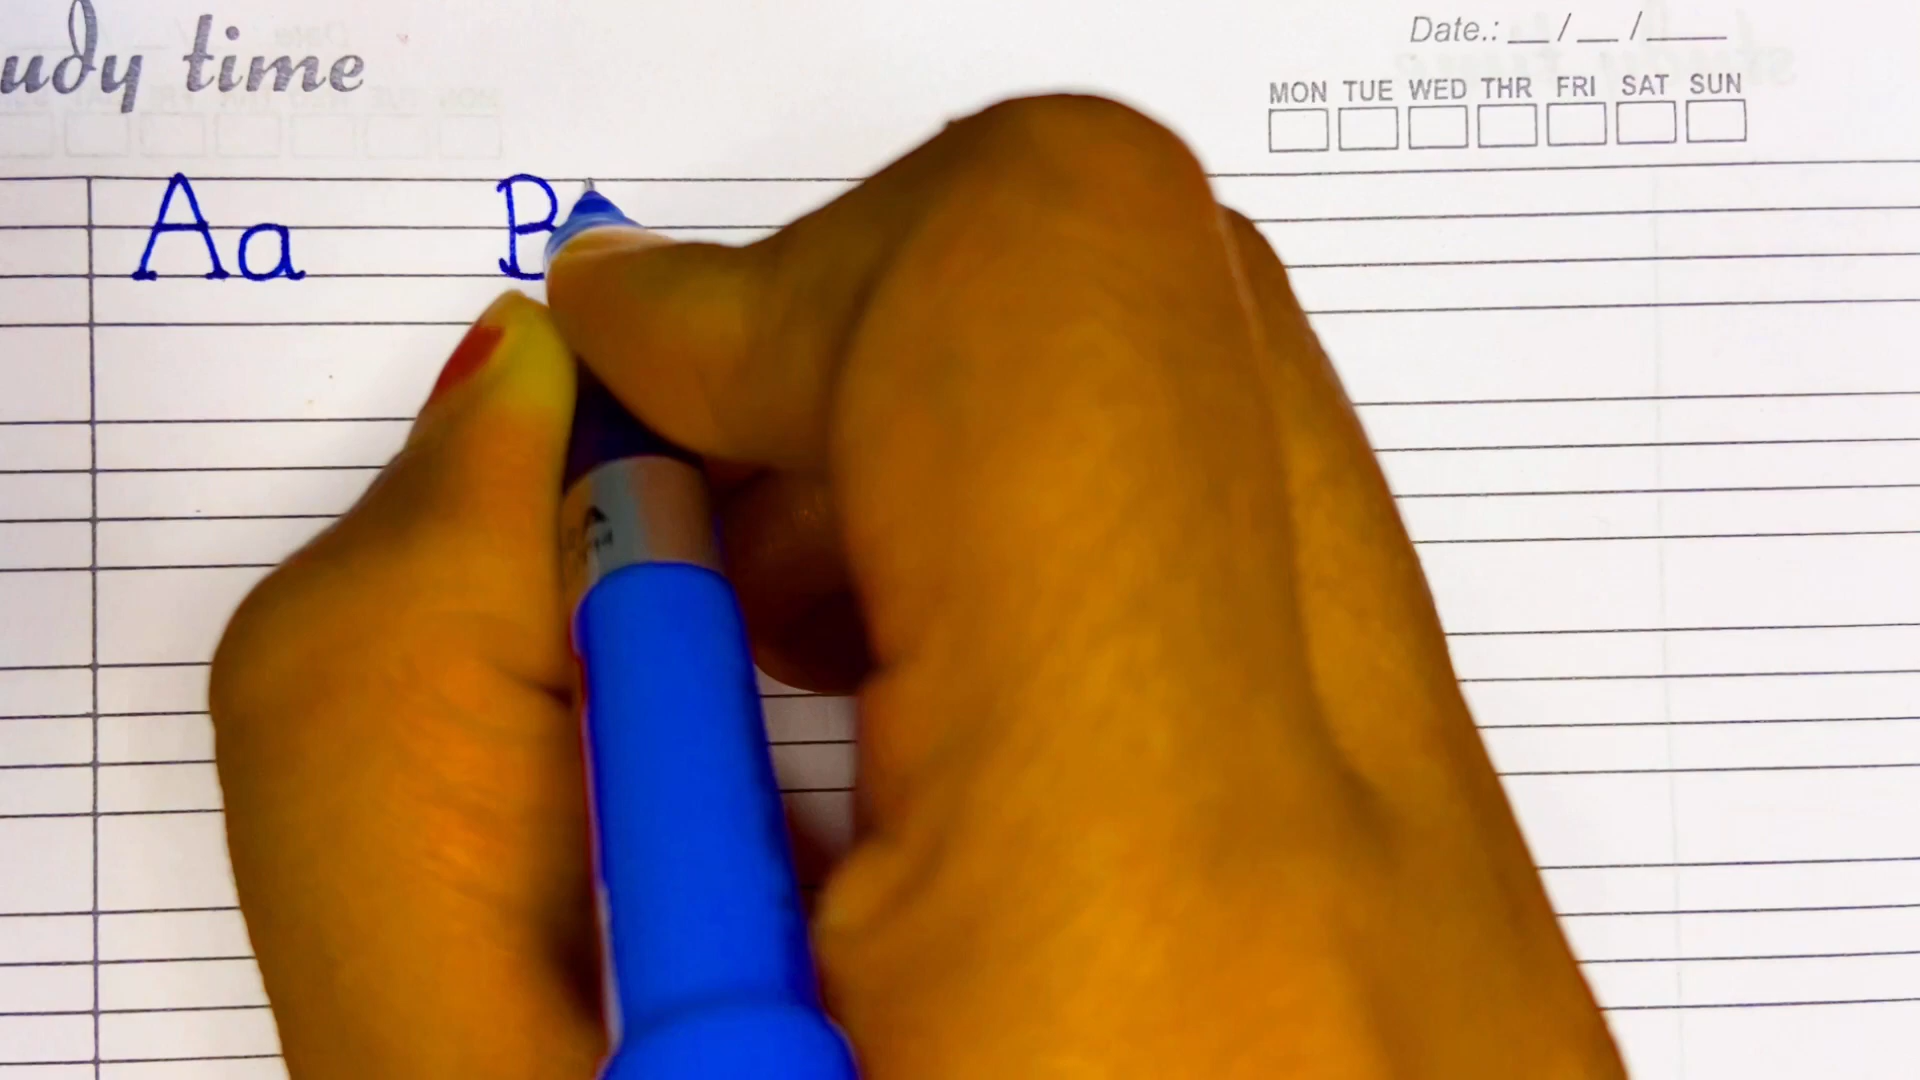 udy time
Date.: __ / __ / ____
MON TUE WED THR FRI SAT SUN
Aa B